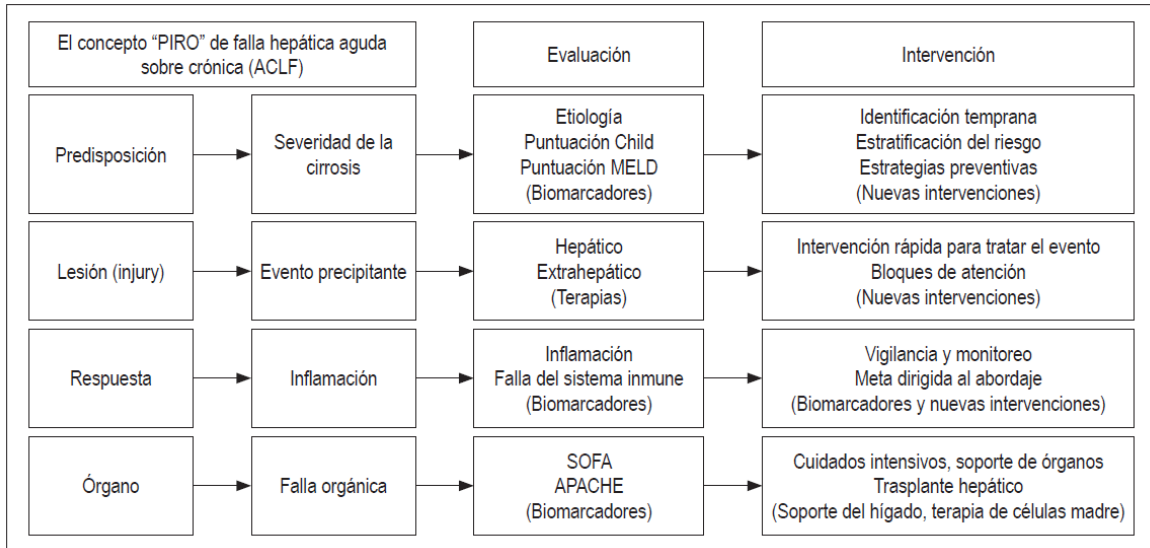 El concepto “PIRO” de falla hepática aguda
sobre crónica (ACLF)
Evaluación
Intervención
Predisposición
Severidad de la
cirrosis
Etiología
Puntuación Child
Puntuación MELD
(Biomarcadores)
Identificación temprana
Estratificación del riesgo
Estrategias preventivas
(Nuevas intervenciones)
Lesión (injury)
Evento precipitante
Hepático
Extrahepático
(Terapias)
Intervención rápida para tratar el evento
Bloques de atención
(Nuevas intervenciones)
Respuesta
Inflamación
Inflamación
Falla del sistema inmune
(Biomarcadores)
Vigilancia y monitoreo
Meta dirigida al abordaje
(Biomarcadores y nuevas intervenciones)
Órgano
Falla orgánica
SOFA
APACHE
(Biomarcadores)
Cuidados intensivos, soporte de órganos
Trasplante hepático
(Soporte del hígado, terapia de células madre)